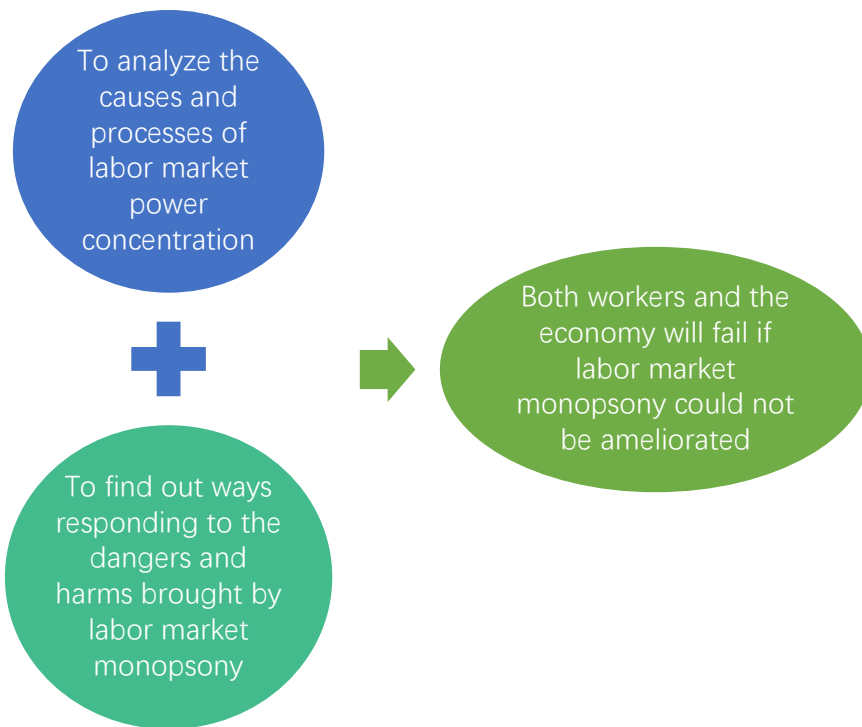 To analyze the
causes and
processes of
labor market
power
concentration
To find out ways
responding to the
dangers and
harms brought by
labor market
monopsony
Both workers and the
economy will fail if
labor market
monopsony could not
be ameliorated